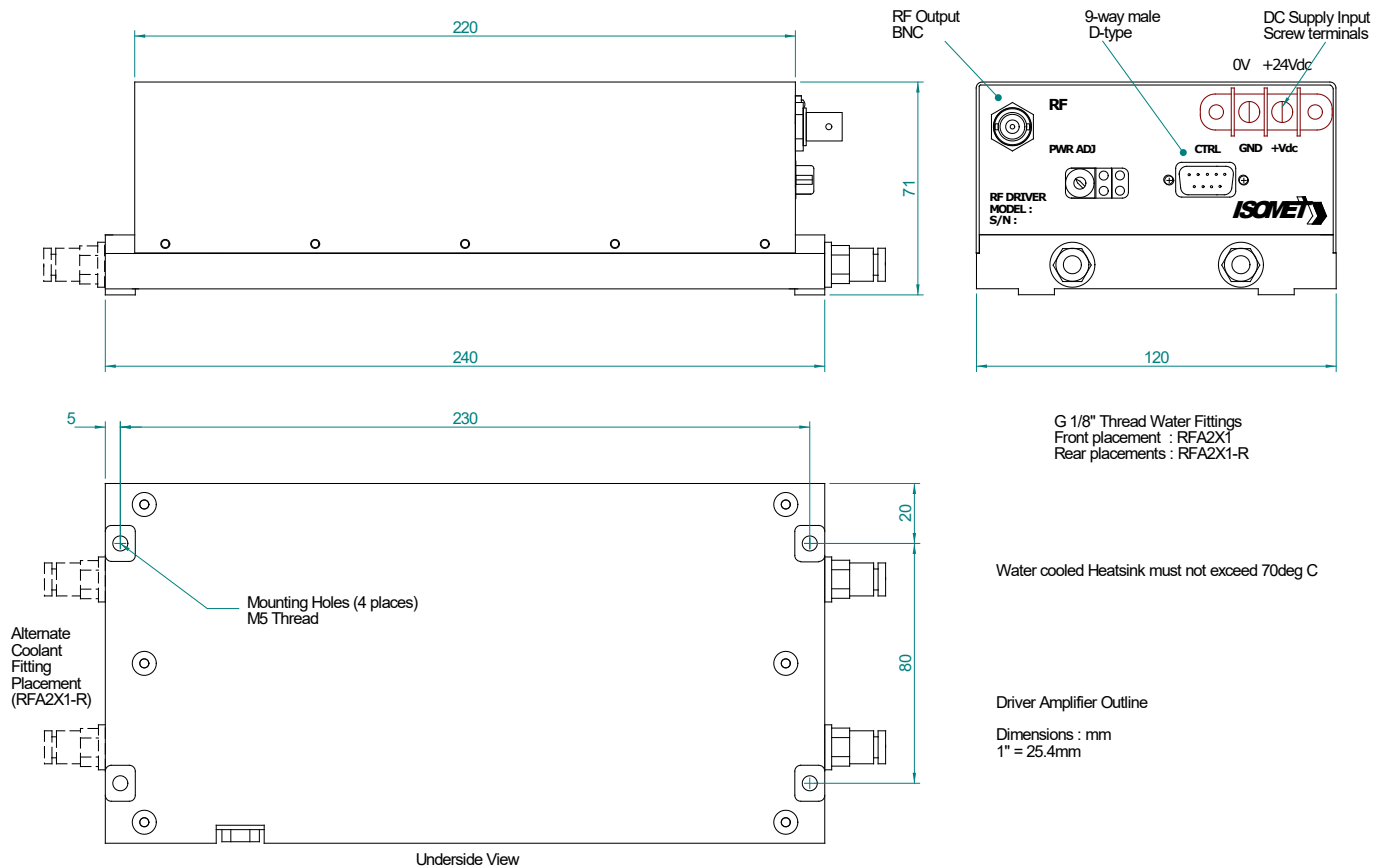 220
RF Output
BNC
9-way male
D-type
DC Supply Input
Screw terminals
0V +24Vdc
RF
PWR ADJ
CTRL GND +Vdc
RF DRIVER
MODEL :
S/N :
ISOMET
71
240
120
5
230
G 1/8" Thread Water Fittings
Front placement : RFA2X1
Rear placements : RFA2X1-R
20
Water cooled Heatsink must not exceed 70deg C
Mounting Holes (4 places)
M5 Thread
Alternate
Coolant
Fitting
Placement
(RFA2X1-R)
80
Driver Amplifier Outline
Dimensions : mm
1" = 25.4mm
Underside View